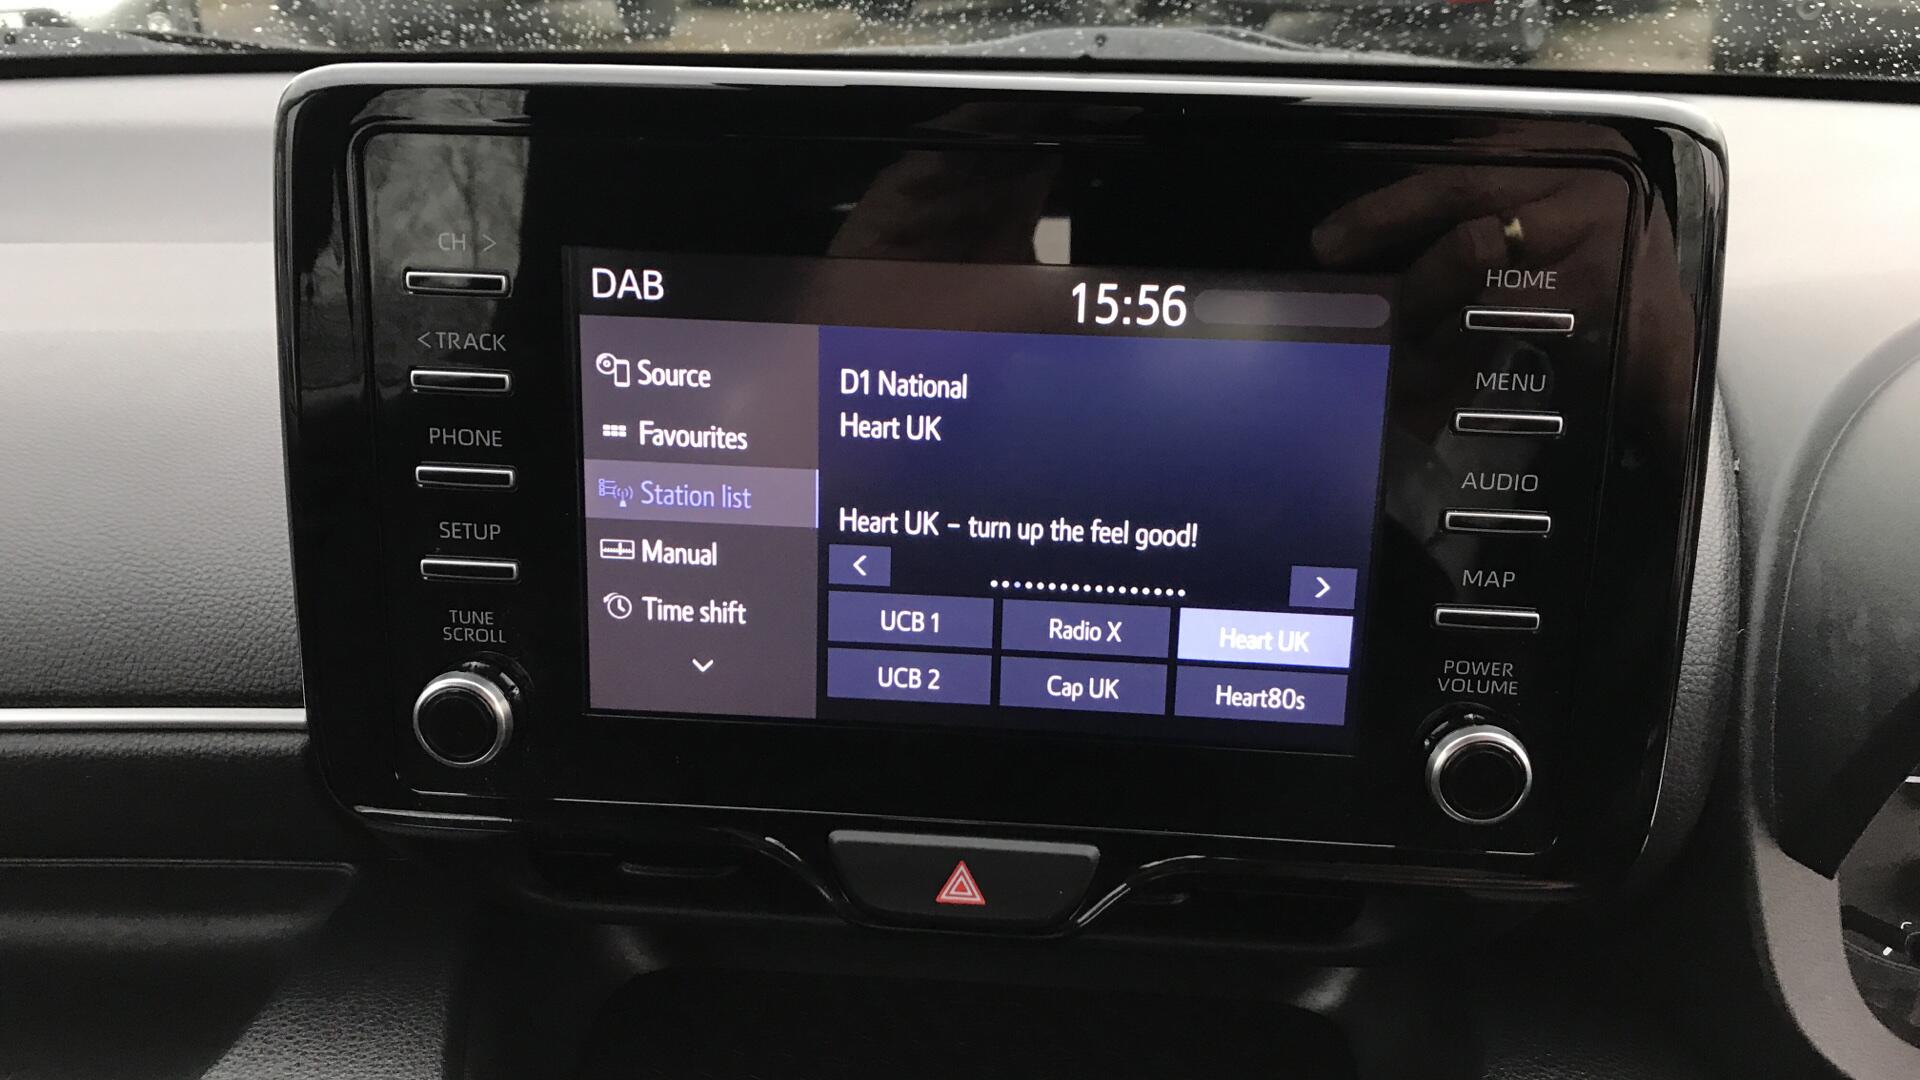 CH >
< TRACK
PHONE
SETUP
TUNE
SCROLL
DAB
15:56
Source
Favourites
Station list
Manual
Time shift
D1 National
Heart UK
Heart UK – turn up the feel good!
<
>
UCB 1
Radio X
Heart UK
UCB 2
Cap UK
Heart80s
HOME
MENU
AUDIO
MAP
POWER
VOLUME